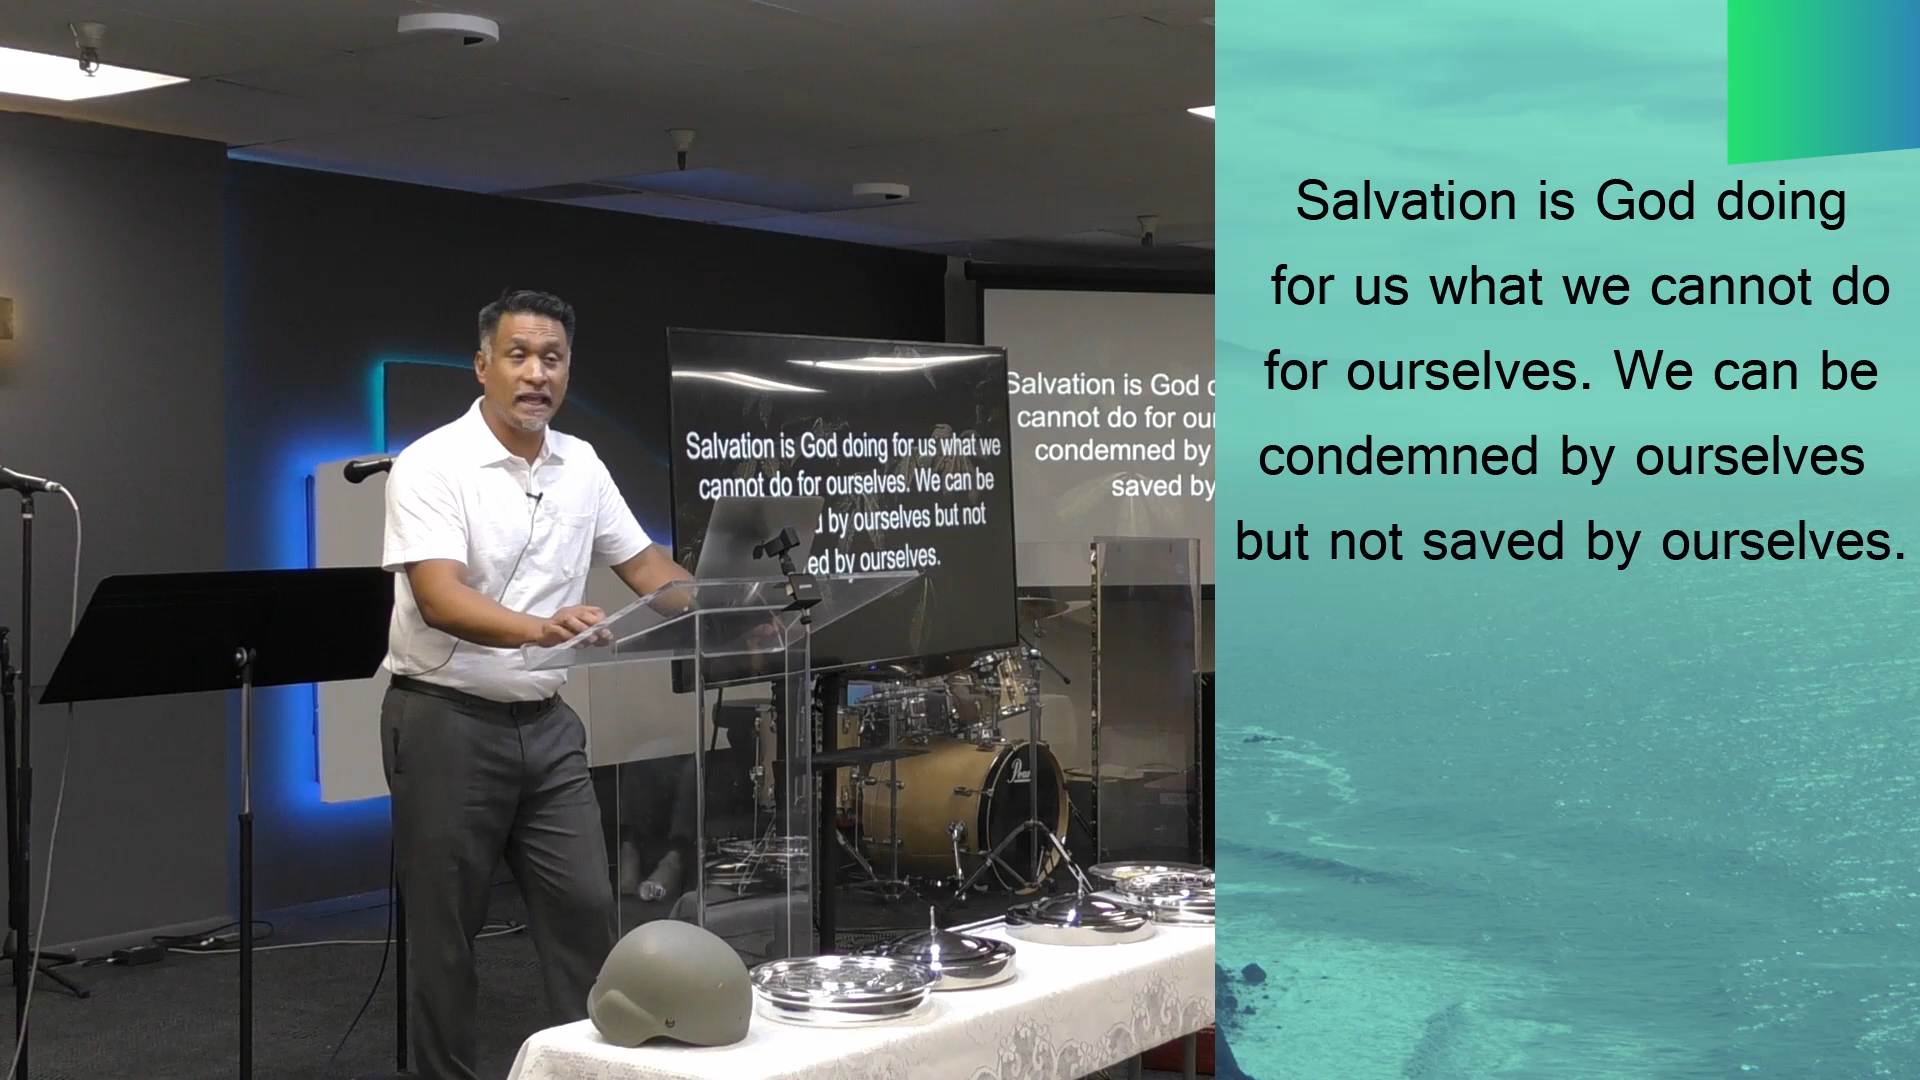 Salvation is God doing for us what we
cannot do for ourselves. We can be
by ourselves but not
by ourselves.
Salvation is God
cannot do for
condemned by
saved by
Pearl
Salvation is God doing
for us what we cannot do
for ourselves. We can be
condemned by ourselves
but not saved by ourselves.